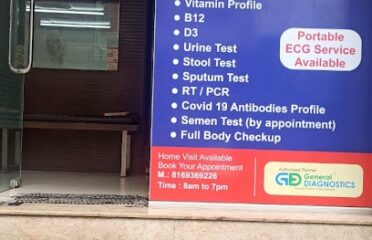 • Vitamin Profile
• B12
• D3
• Urine Test
• Stool Test
• Sputum Test
• RT / PCR
• Covid 19 Antibodies Profile
• Semen Test (by appointment)
• Full Body Checkup
Portable
ECG Service
Available
Home Visit Available
Book Your Appointment
M.: 8169369226
Time : 8am to 7pm
Authorised Partner
General
DIAGNOSTICS